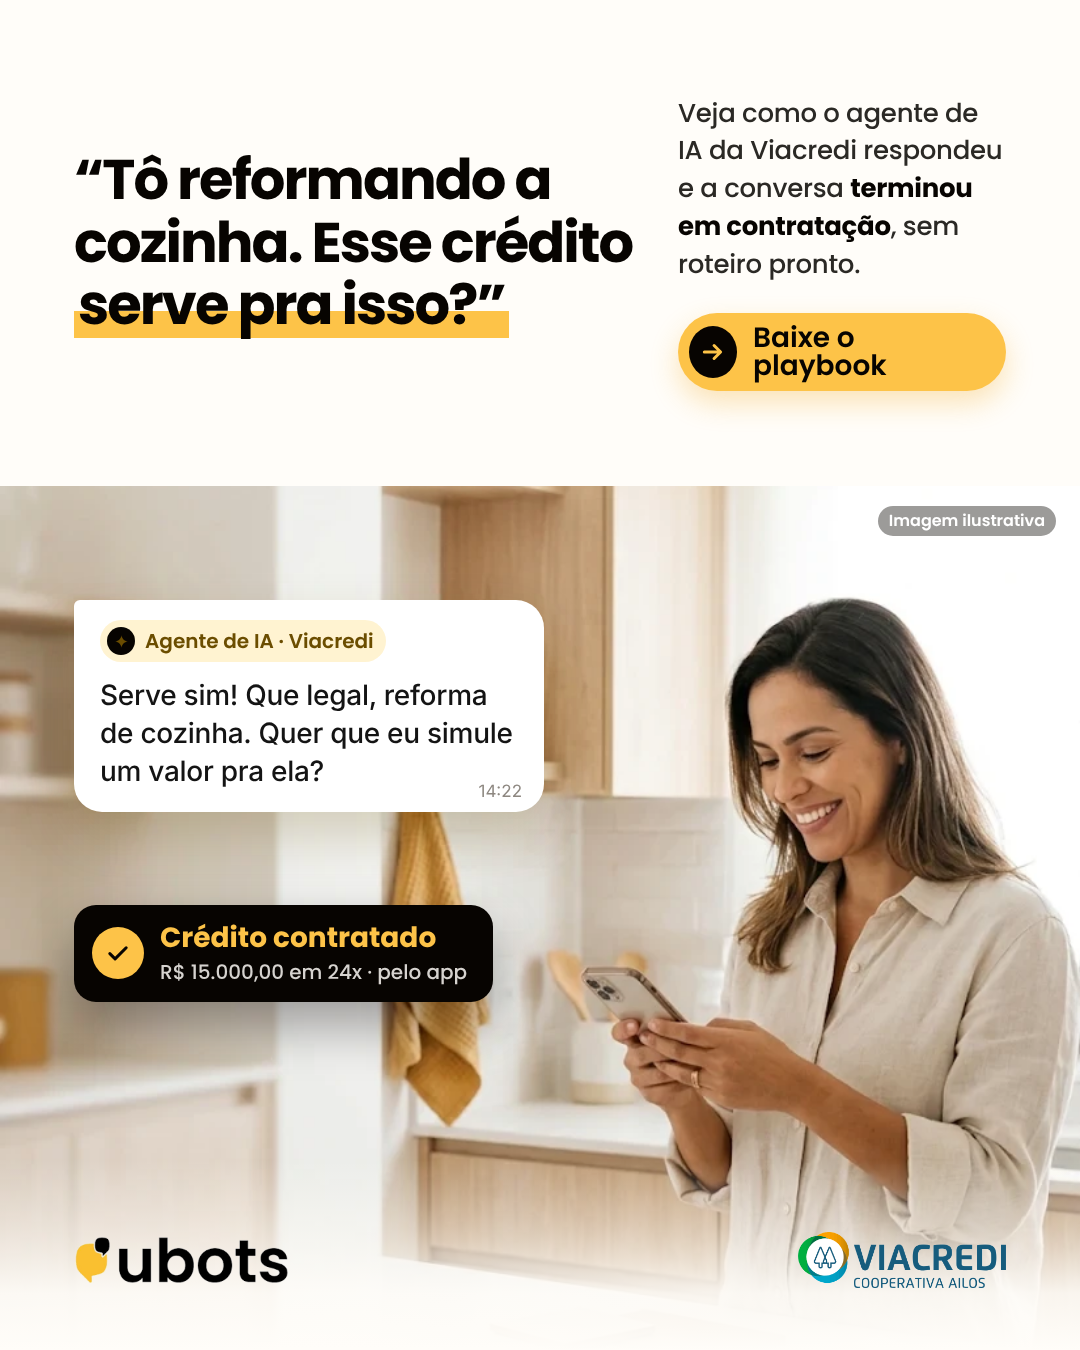 “Tô reformando a
cozinha. Esse crédito
serve pra isso?”
Veja como o agente de
IA da Viacredi respondeu
e a conversa terminou
em contratação, sem
roteiro pronto.
Baixe o
playbook
Imagem ilustrativa
Agente de IA · Viacredi
Serve sim! Que legal, reforma
de cozinha. Quer que eu simule
um valor pra ela?
14:22
Crédito contratado
R$ 15.000,00 em 24x · pelo app
ubots
VIACREDI
COOPERATIVA AILOS